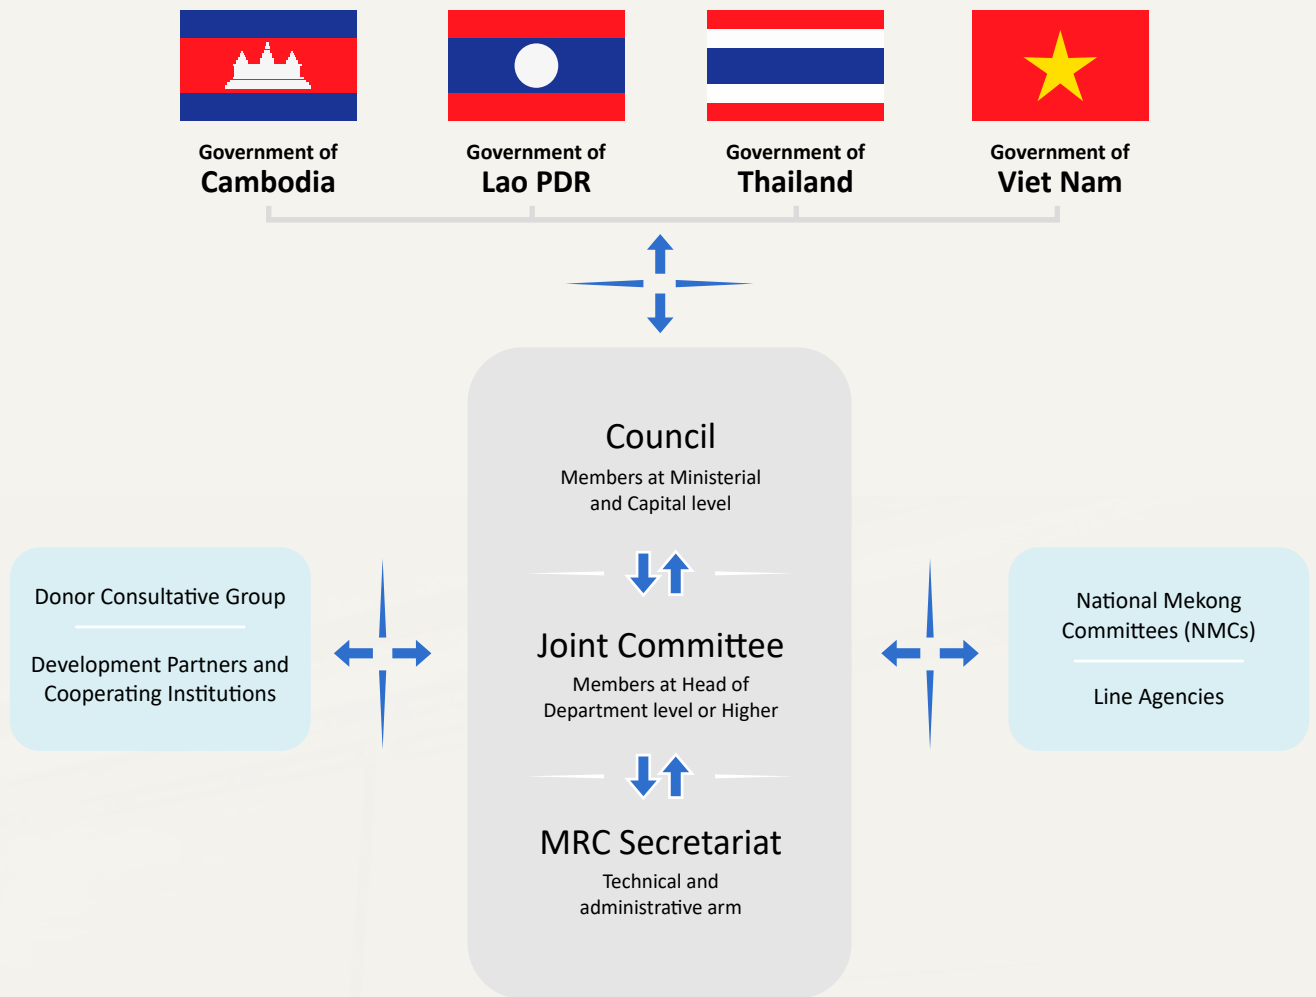 Government of
Cambodia
Government of
Lao PDR
Government of
Thailand
Government of
Viet Nam
Council
Members at Ministerial
and Capital level
Donor Consultative Group
Development Partners and
Cooperating Institutions
Joint Committee
Members at Head of
Department level or Higher
National Mekong
Committees (NMCs)
Line Agencies
MRC Secretariat
Technical and
administrative arm